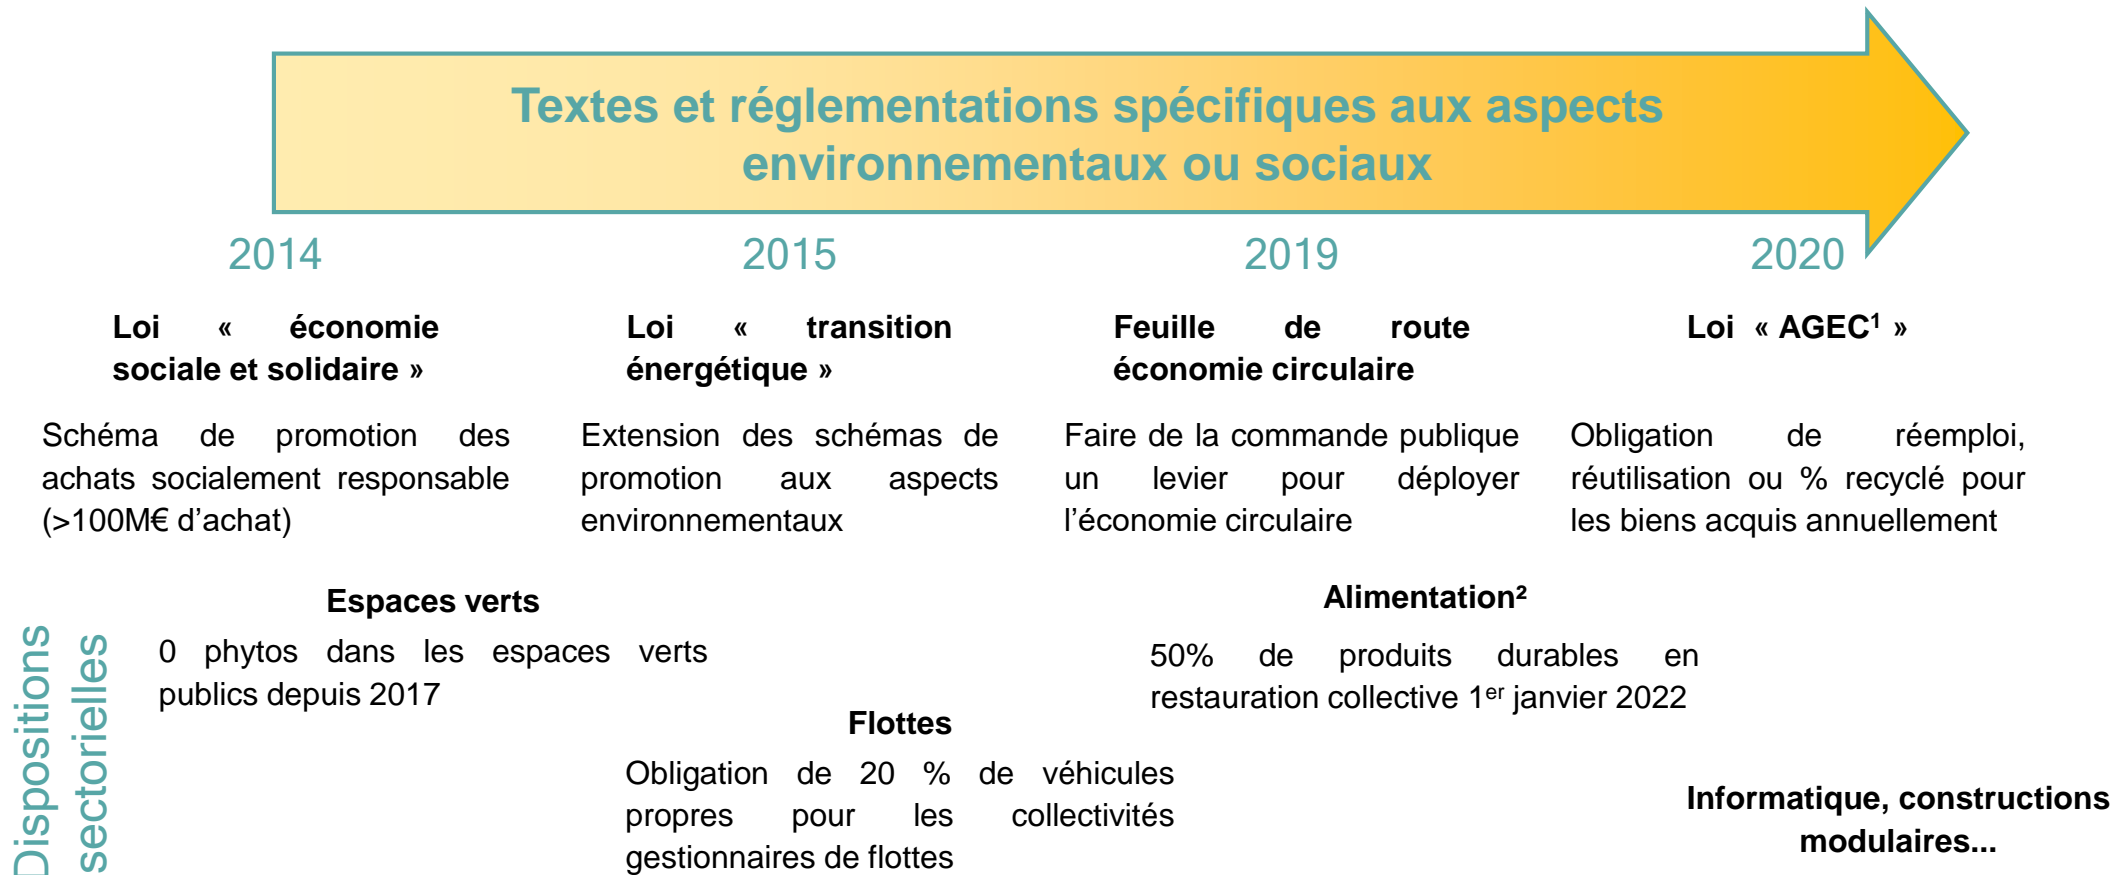 Textes et réglementations spécifiques aux aspects
environnementaux ou sociaux
2014
2015
2019
2020
Loi « économie
sociale et solidaire »
Loi « transition
énergétique »
Feuille de route
économie circulaire
Loi « AGEC¹ »
Schéma de promotion des
achats socialement responsable
(>100M€ d’achat)
Extension des schémas de
promotion aux aspects
environnementaux
Faire de la commande publique
un levier pour déployer
l’économie circulaire
Obligation de réemploi,
réutilisation ou % recyclé pour
les biens acquis annuellement
Dispositions
sectorielles
Espaces verts
0 phytos dans les espaces verts
publics depuis 2017
Flottes
Obligation de 20 % de véhicules
propres pour les collectivités
gestionnaires de flottes
Alimentation²
50% de produits durables en
restauration collective 1er janvier 2022
Informatique, constructions
modulaires...